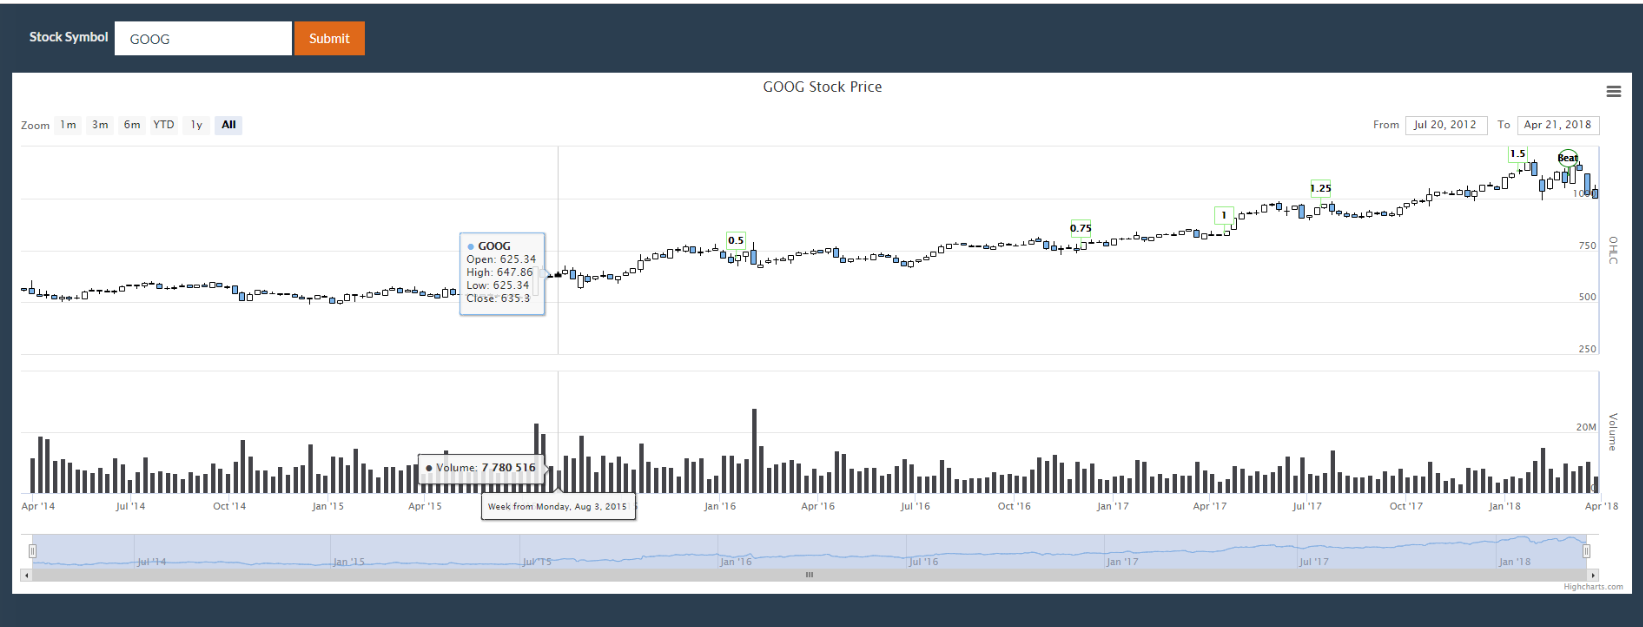 Stock Symbol GOOG Submit
GOOG Stock Price
Zoom 1m 3m 6m YTD 1y All From Jul 20, 2012 To Apr 21, 2018
1.5 Beat
1.25
1
0.75
0.5
GOOG
Open: 625.34
High: 647.86
Low: 625.34
Close: 635.3
750
500
250
OHLC
20M
0
Volume
Volume: 7 780 516
Apr '14 Jul '14 Oct '14 Jan '15 Apr '15 Jan '16 Apr '16 Jul '16 Oct '16 Jan '17 Apr '17 Jul '17 Oct '17 Jan '18 Apr '18
Week from Monday, Aug 3, 2015
Jul '14 Jan '15 Jul '15 Jan '16 Jul '16 Jan '17 Jul '17 Jan '18
Highcharts.com